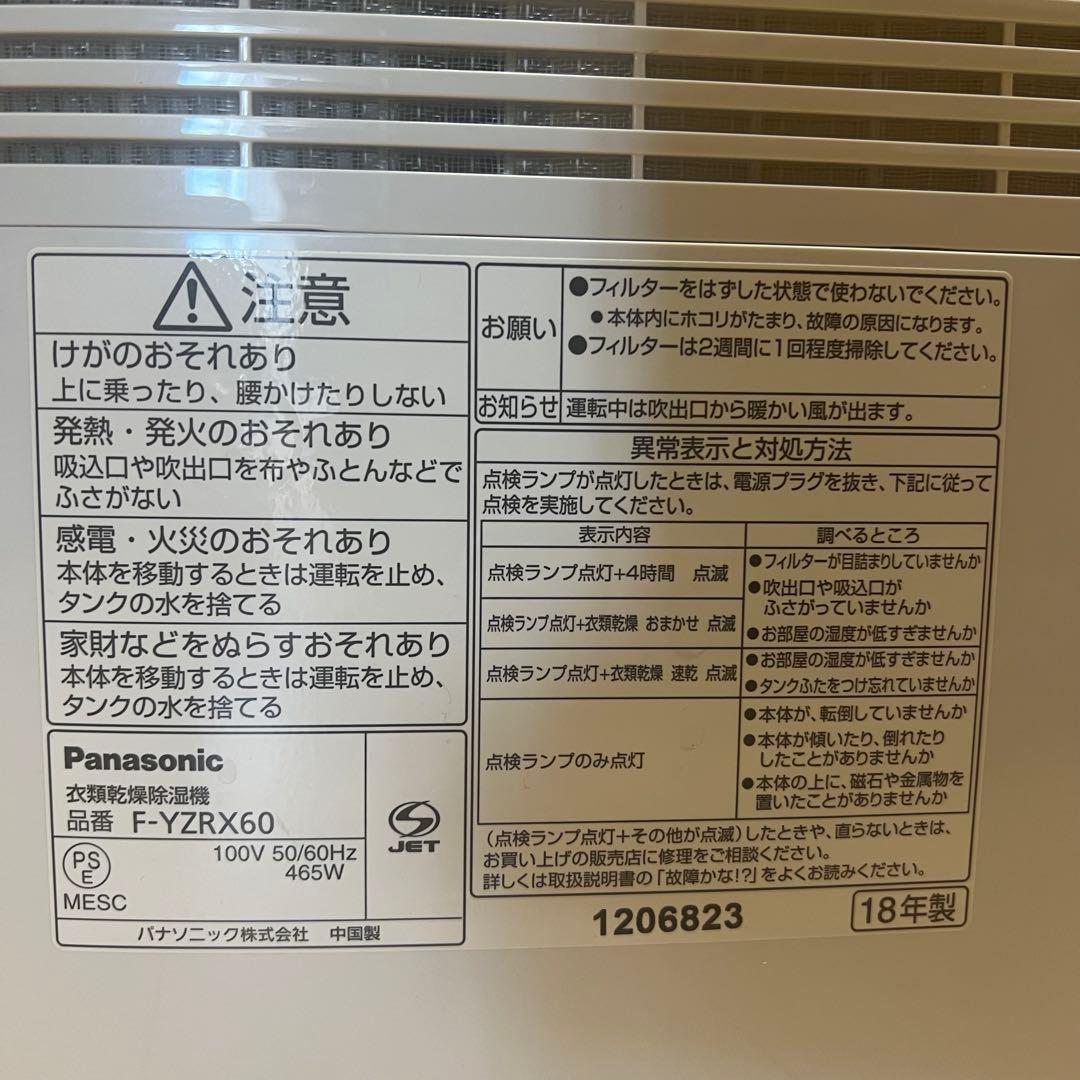 注意
けがのおそれあり
上に乗ったり、腰かけたりしない
発熱・発火のおそれあり
吸込口や吹出口を布やふとんなどで
ふさがない
感電・火災のおそれあり
本体を移動するときは運転を止め、
タンクの水を捨てる
家財などをぬらすおそれあり
本体を移動するときは運転を止め、
タンクの水を捨てる
Panasonic
衣類乾燥除湿機
品番 F-YZRX60
PS
E
MESC
100V 50/60Hz
465W
JET
パナソニック株式会社 中国製
お願い
●フィルターをはずした状態で使わないでください。
●本体内にホコリがたまり、故障の原因になります。
●フィルターは2週間に1回程度掃除してください。
お知らせ 運転中は吹出口から暖かい風が出ます。
異常表示と対処方法
点検ランプが点灯したときは、電源プラグを抜き、下記に従って
点検を実施してください。
表示内容 調べるところ
点検ランプ点灯+4時間 点滅
点検ランプ点灯+衣類乾燥 おまかせ 点滅
●フィルターが目詰まりしていませんか
●吹出口や吸込口が
ふさがっていませんか
●お部屋の湿度が低すぎませんか
点検ランプ点灯+衣類乾燥 速乾 点滅
●お部屋の湿度が低すぎませんか
●タンクふたをつけ忘れていませんか
点検ランプのみ点灯
●本体が、転倒していませんか
●本体が傾いたり、倒れたり
したことがありませんか
●本体の上に、磁石や金属物を
置いたことがありませんか
(点検ランプ点灯+その他が点滅)したときや、直らないときは、
お買い上げの販売店に修理をご相談ください。
詳しくは取扱説明書の「故障かな!?」をよくお読みください。
1206823
18年製